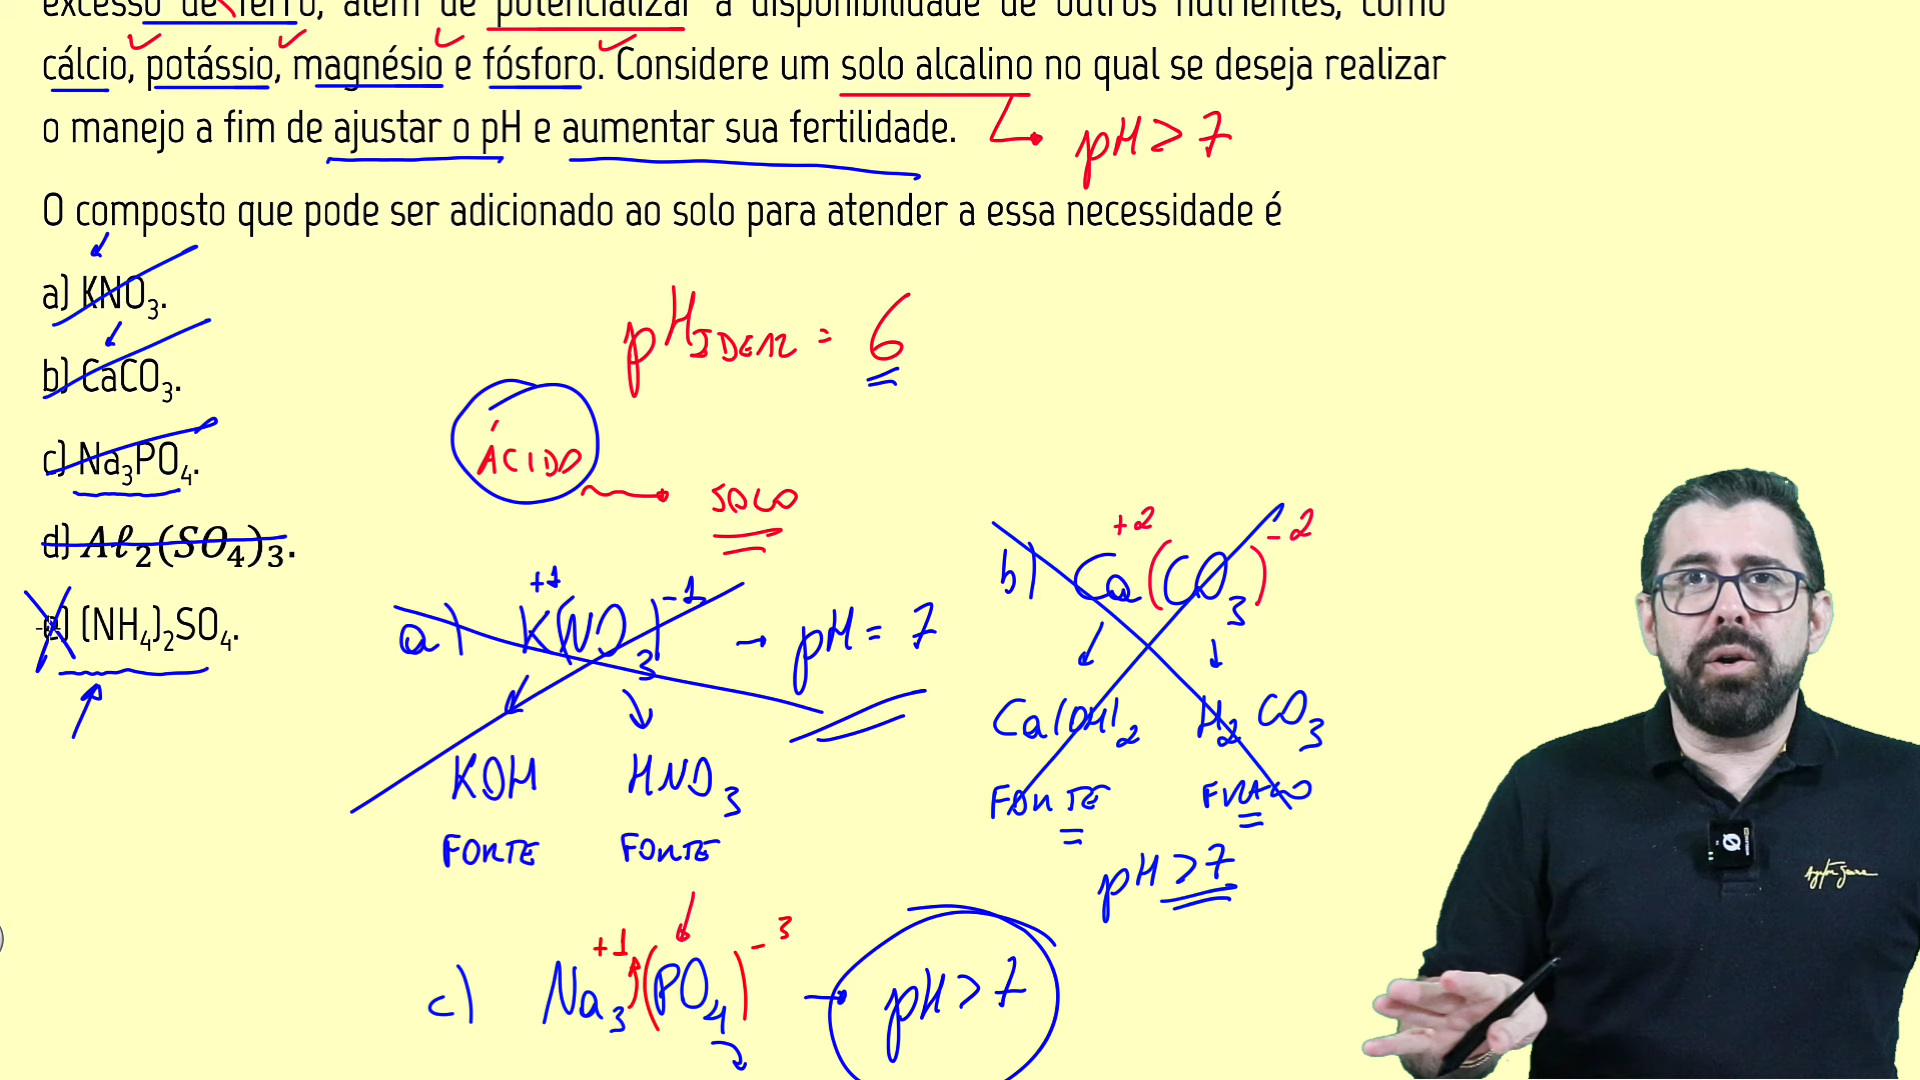 excesso de ferro, além de potencializar a disponibilidade de outros nutrientes, como
cálcio, potássio, magnésio e fósforo. Considere um solo alcalino no qual se deseja realizar
o manejo a fim de ajustar o pH e aumentar sua fertilidade.
pH > 7
O composto que pode ser adicionado ao solo para atender a essa necessidade é
a) KNO₃.
b) CaCO₃.
c) Na₃PO₄.
d) Aℓ₂(SO₄)₃.
e) (NH₄)₂SO₄.
pH IDEAL = 6
ÁCIDO
SOLO
a) K⁺¹(NO₃)⁻¹ → pH = 7
KOH HNO₃
FORTE FORTE
b) Ca⁺²(CO₃)⁻²
Ca(OH)₂ H₂CO₃
FORTE FRACO
pH > 7
c) Na₃⁺¹(PO₄)⁻³ → pH > 7